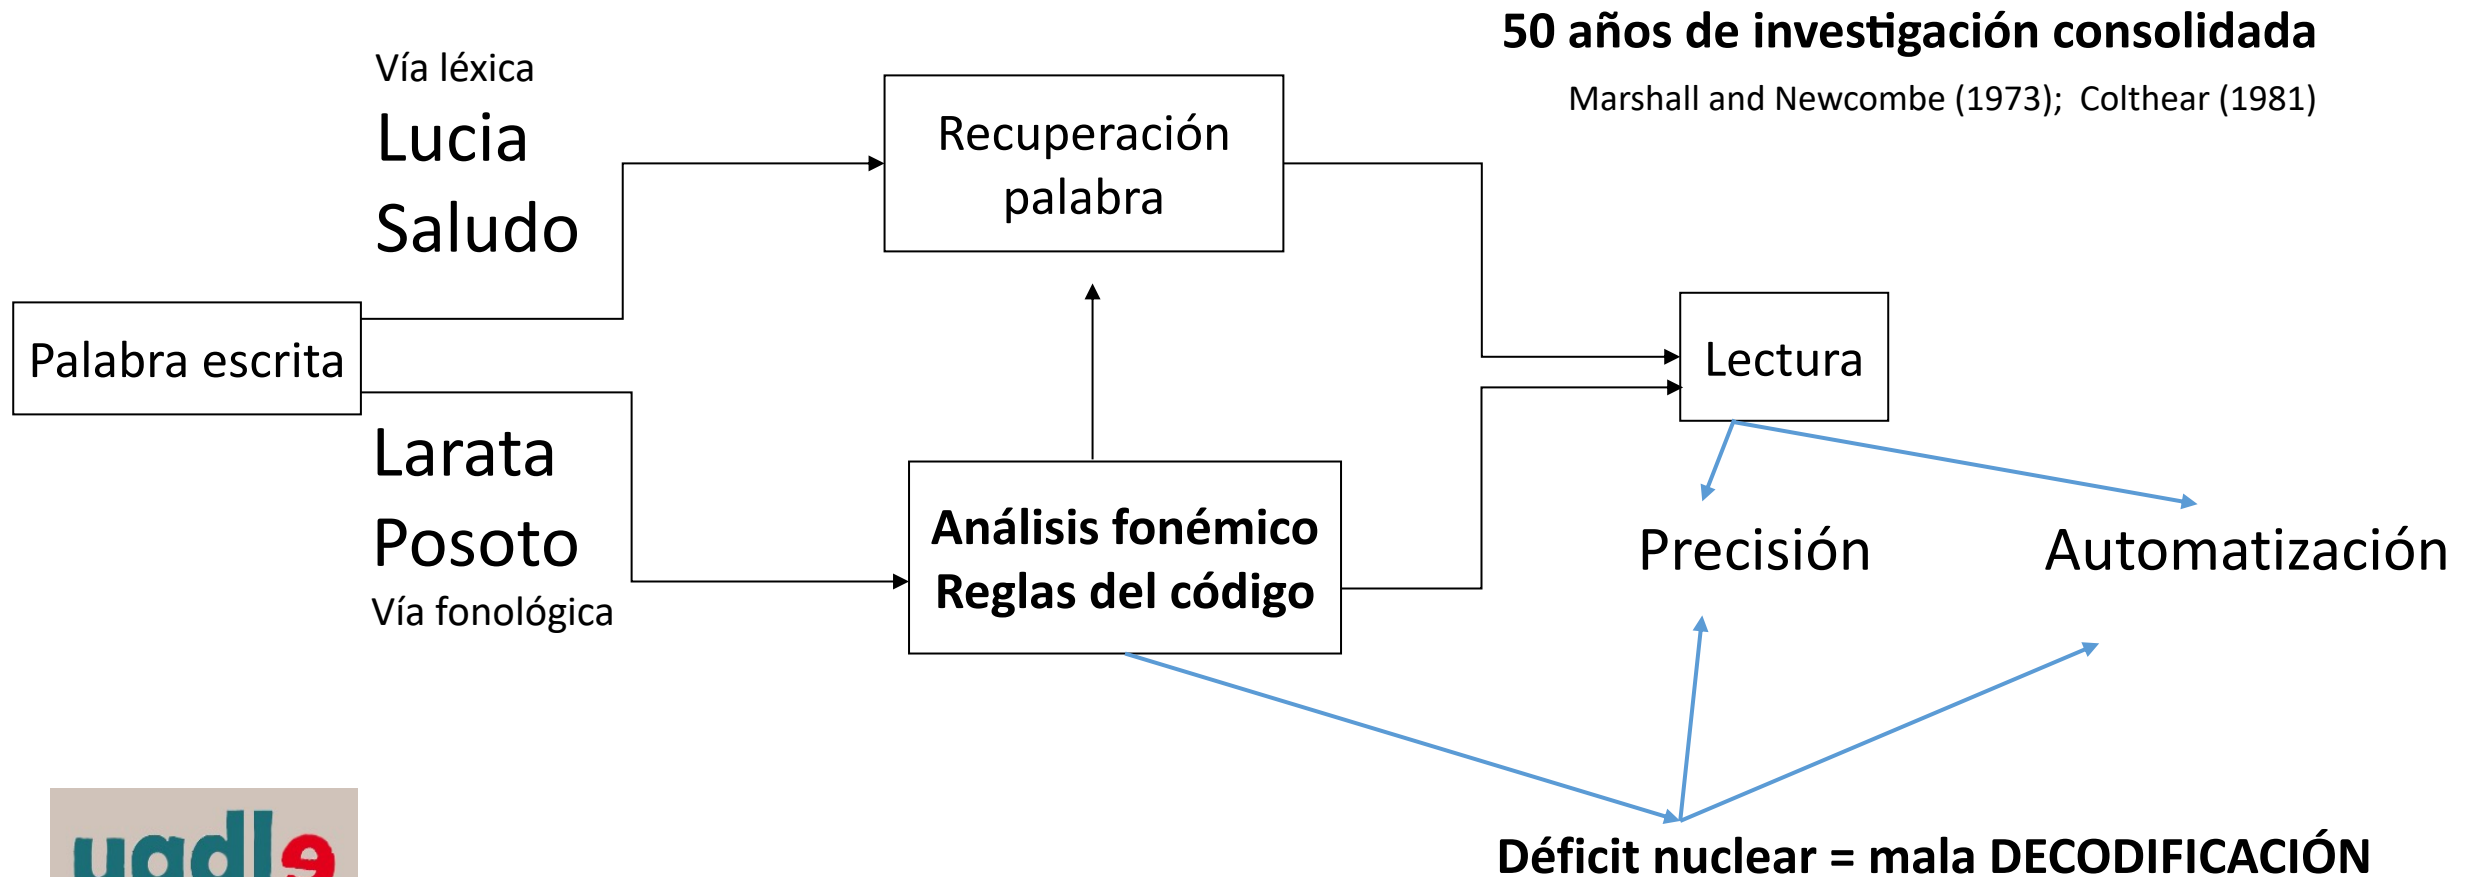 50 años de investigación consolidada
Marshall and Newcombe (1973);  Colthear (1981)
Vía léxica
Lucia
Saludo
Recuperación
palabra
Palabra escrita
Lectura
Larata
Posoto
Vía fonológica
Análisis fonémico
Reglas del código
Precisión
Automatización
Déficit nuclear = mala DECODIFICACIÓN
uadle